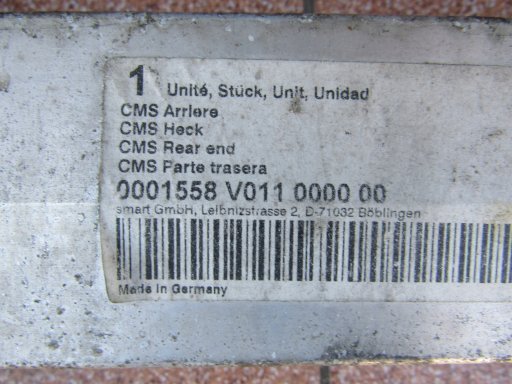 1 Unité, Stück, Unit, Unidad
CMS Arriere
CMS Heck
CMS Rear end
CMS Parte trasera
0001558 V011 0000 00
smart GmbH, Leibnizstrasse 2, D-71032 Böblingen
Made in Germany